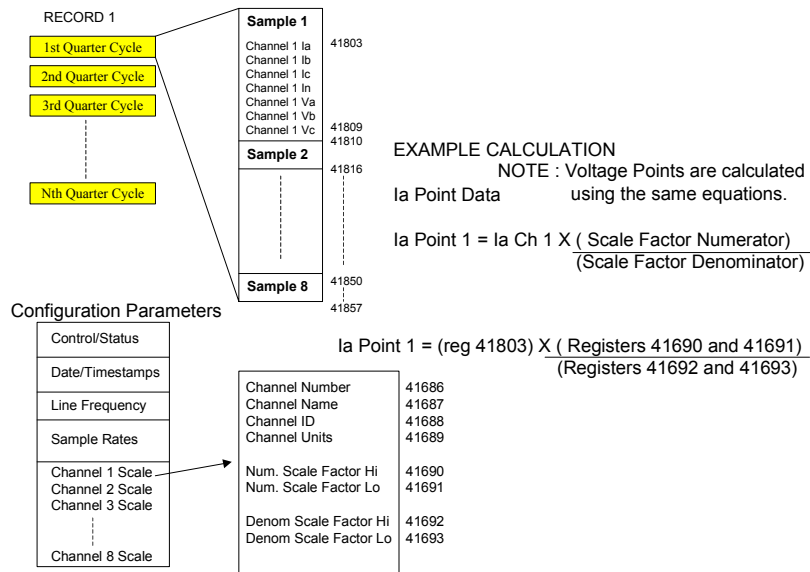 RECORD 1
1st Quarter Cycle
2nd Quarter Cycle
3rd Quarter Cycle
Nth Quarter Cycle
Sample 1
Channel 1 Ia 41803
Channel 1 Ib
Channel 1 Ic
Channel 1 In
Channel 1 Va
Channel 1 Vb
Channel 1 Vc 41809
41810
Sample 2
41816
Sample 8 41850
41857
EXAMPLE CALCULATION
NOTE : Voltage Points are calculated
Ia Point Data using the same equations.
Ia Point 1 = Ia Ch 1 X ( Scale Factor Numerator)
(Scale Factor Denominator)
Configuration Parameters
Control/Status
Date/Timestamps
Line Frequency
Sample Rates
Channel 1 Scale
Channel 2 Scale
Channel 3 Scale
Channel 8 Scale
Ia Point 1 = (reg 41803) X ( Registers 41690 and 41691)
(Registers 41692 and 41693)
Channel Number 41686
Channel Name 41687
Channel ID 41688
Channel Units 41689
Num. Scale Factor Hi 41690
Num. Scale Factor Lo 41691
Denom Scale Factor Hi 41692
Denom Scale Factor Lo 41693